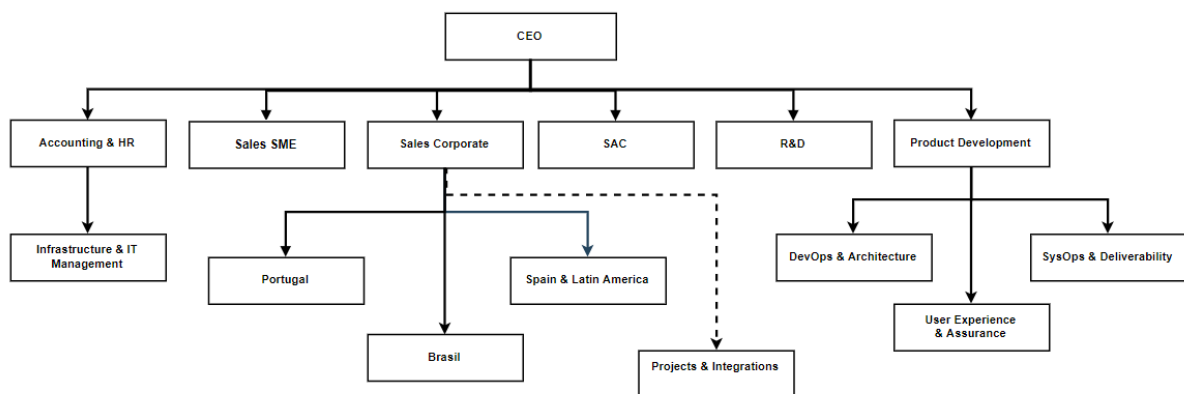 CEO
Accounting & HR
Sales SME
Sales Corporate
SAC
R&D
Product Development
Infrastructure & IT
Management
Portugal
Spain & Latin America
DevOps & Architecture
SysOps & Deliverability
Brasil
Projects & Integrations
User Experience
& Assurance